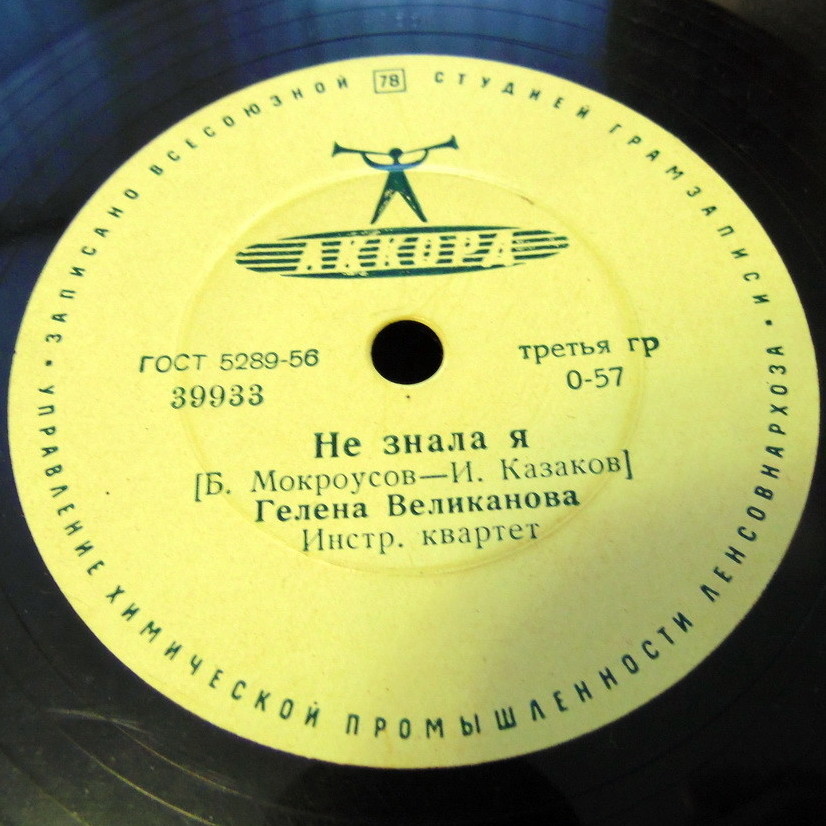 ЗАПИСАНО ВСЕСОЮЗНОЙ 78 СТУДИЕЙ ГРАМЗАПИСИ
АККОРД
ГОСТ 5289-56
39933
третья гр
0-57
Не знала я
[Б. Мокроусов—И. Казаков]
Гелена Великанова
Инстр. квартет
• УПРАВЛЕНИЕ ХИМИЧЕСКОЙ ПРОМЫШЛЕННОСТИ ЛЕНСОВНАРХОЗА •